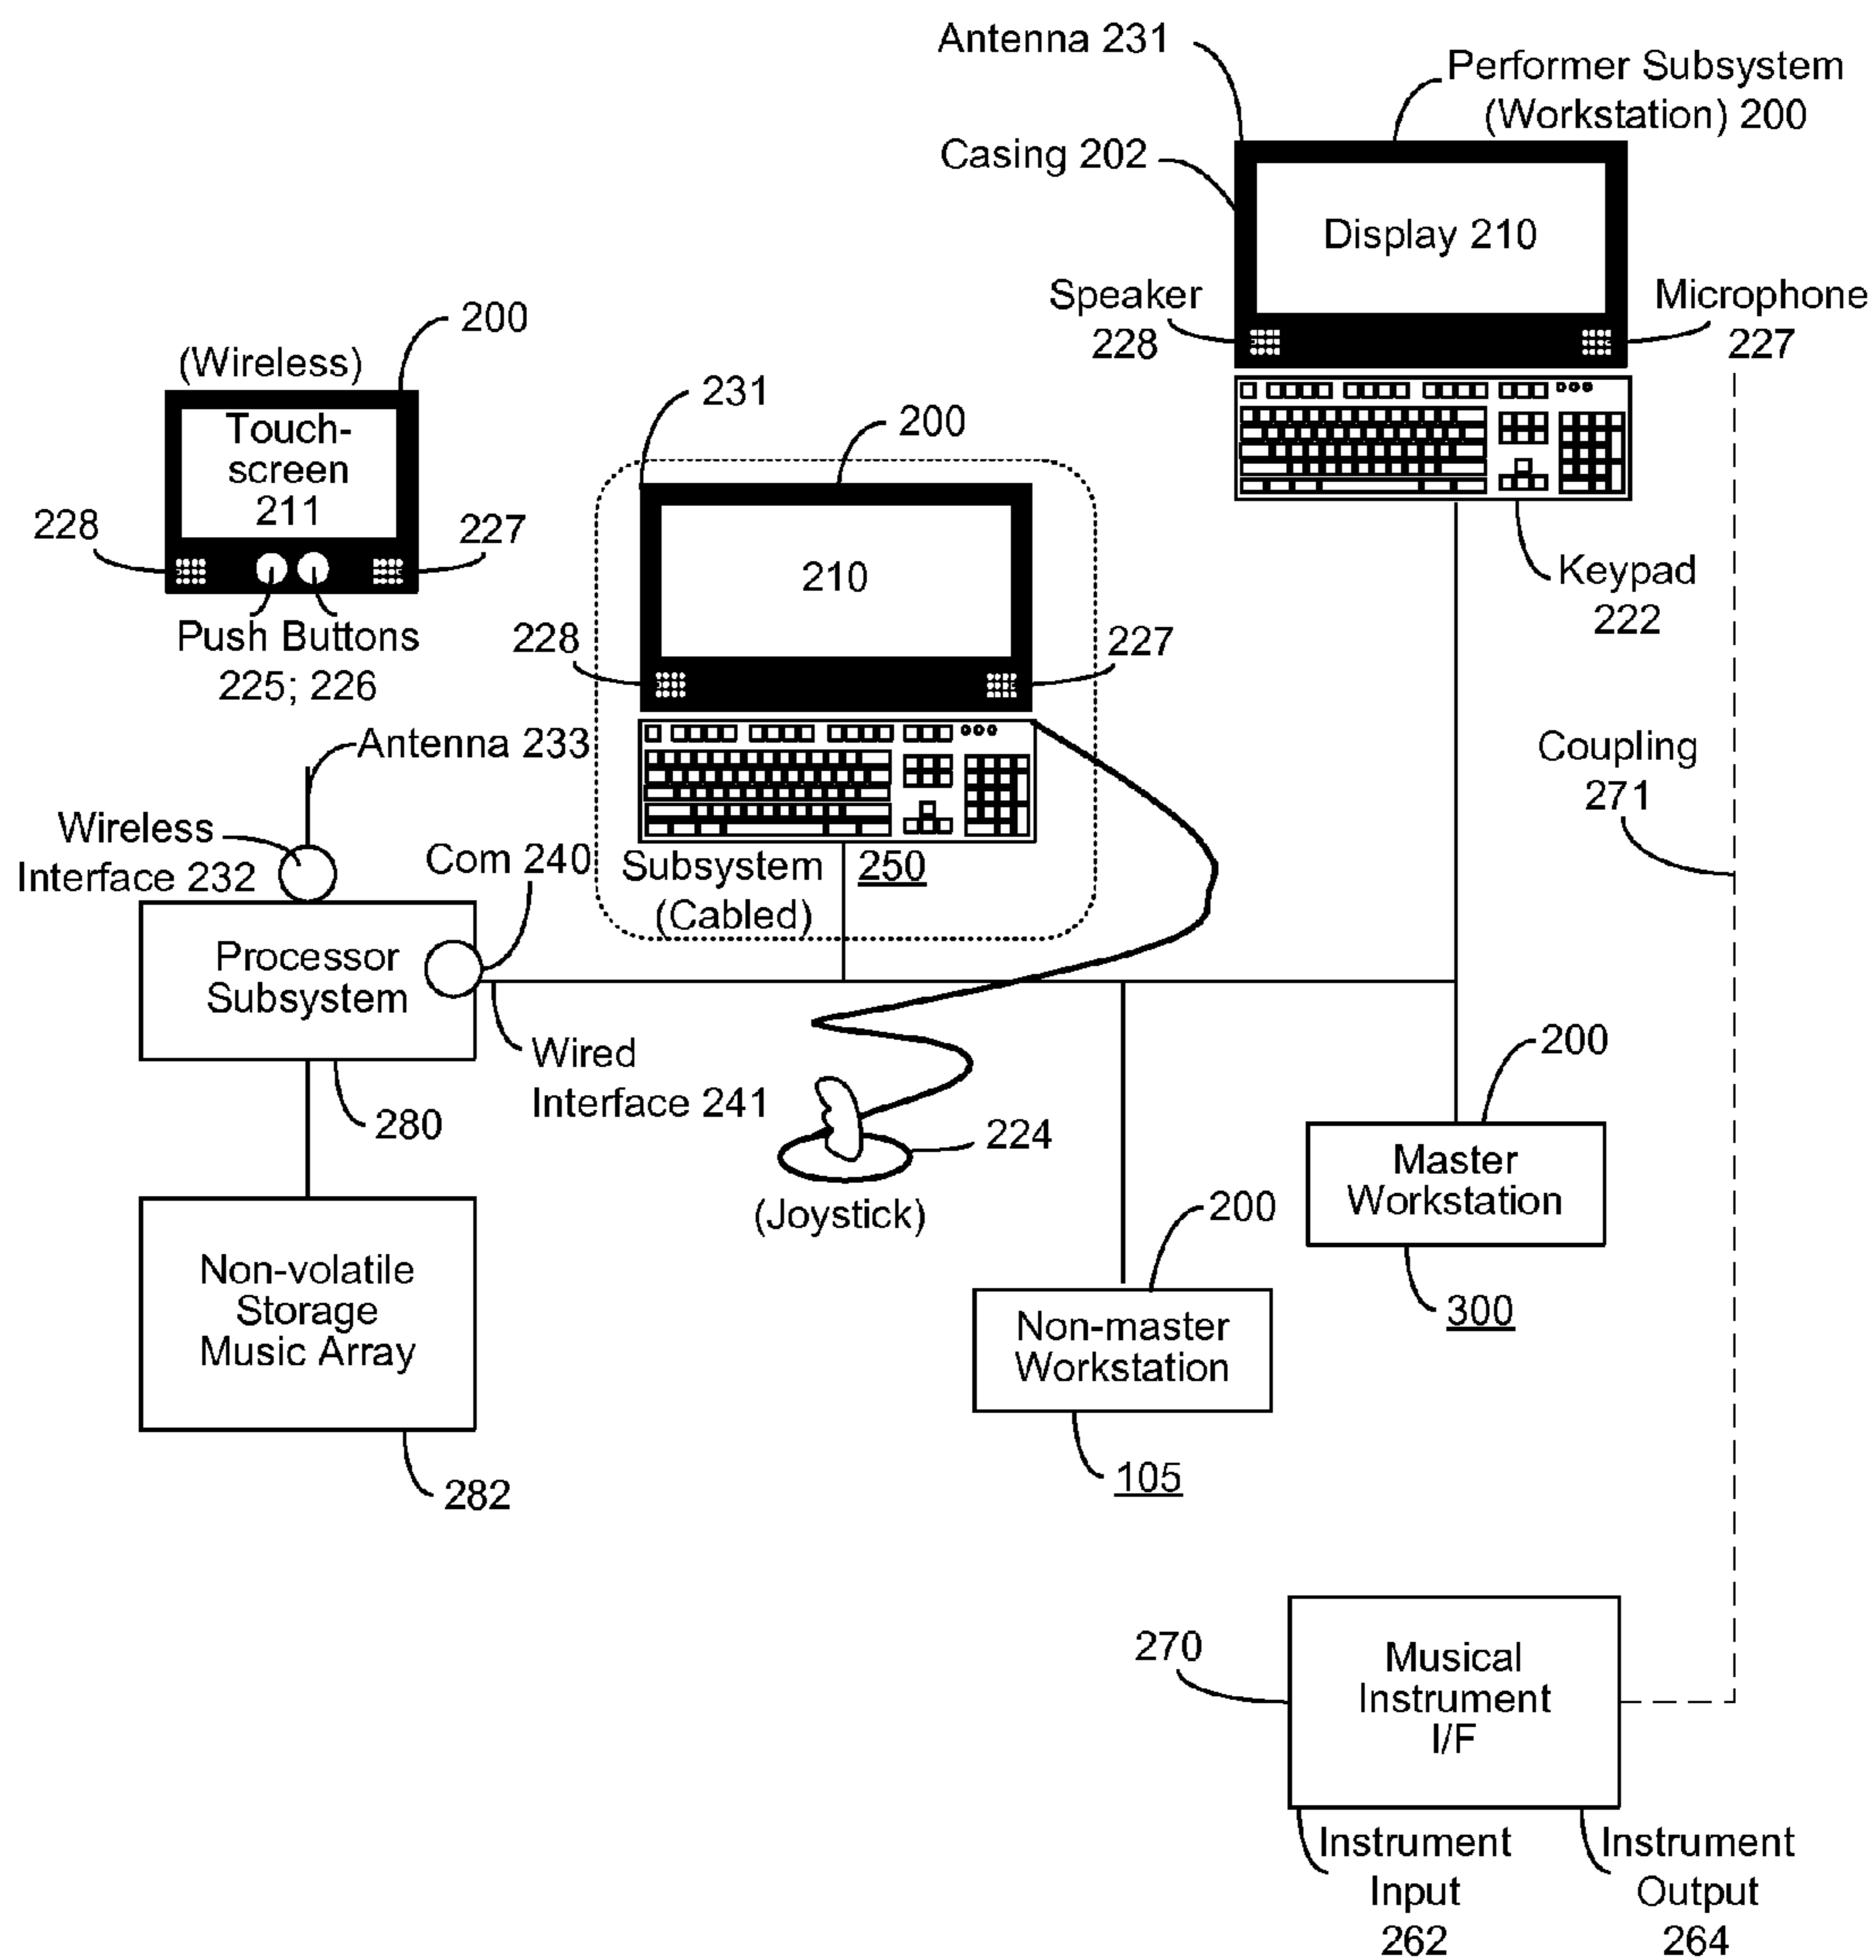 Antenna 231
Performer Subsystem
(Workstation) 200
Casing 202
Display 210
Speaker
228
Microphone
227
200
(Wireless)
Touch-
screen
211
228
227
Push Buttons
225; 226
231
200
210
228
227
Keypad
222
Antenna 233
Wireless
Interface 232
Com 240
Subsystem 250
(Cabled)
Coupling
271
Processor
Subsystem
Wired
Interface 241
280
224
(Joystick)
200
Master
Workstation
300
200
Non-master
Workstation
105
Non-volatile
Storage
Music Array
282
270
Musical
Instrument
I/F
Instrument
Input
262
Instrument
Output
264